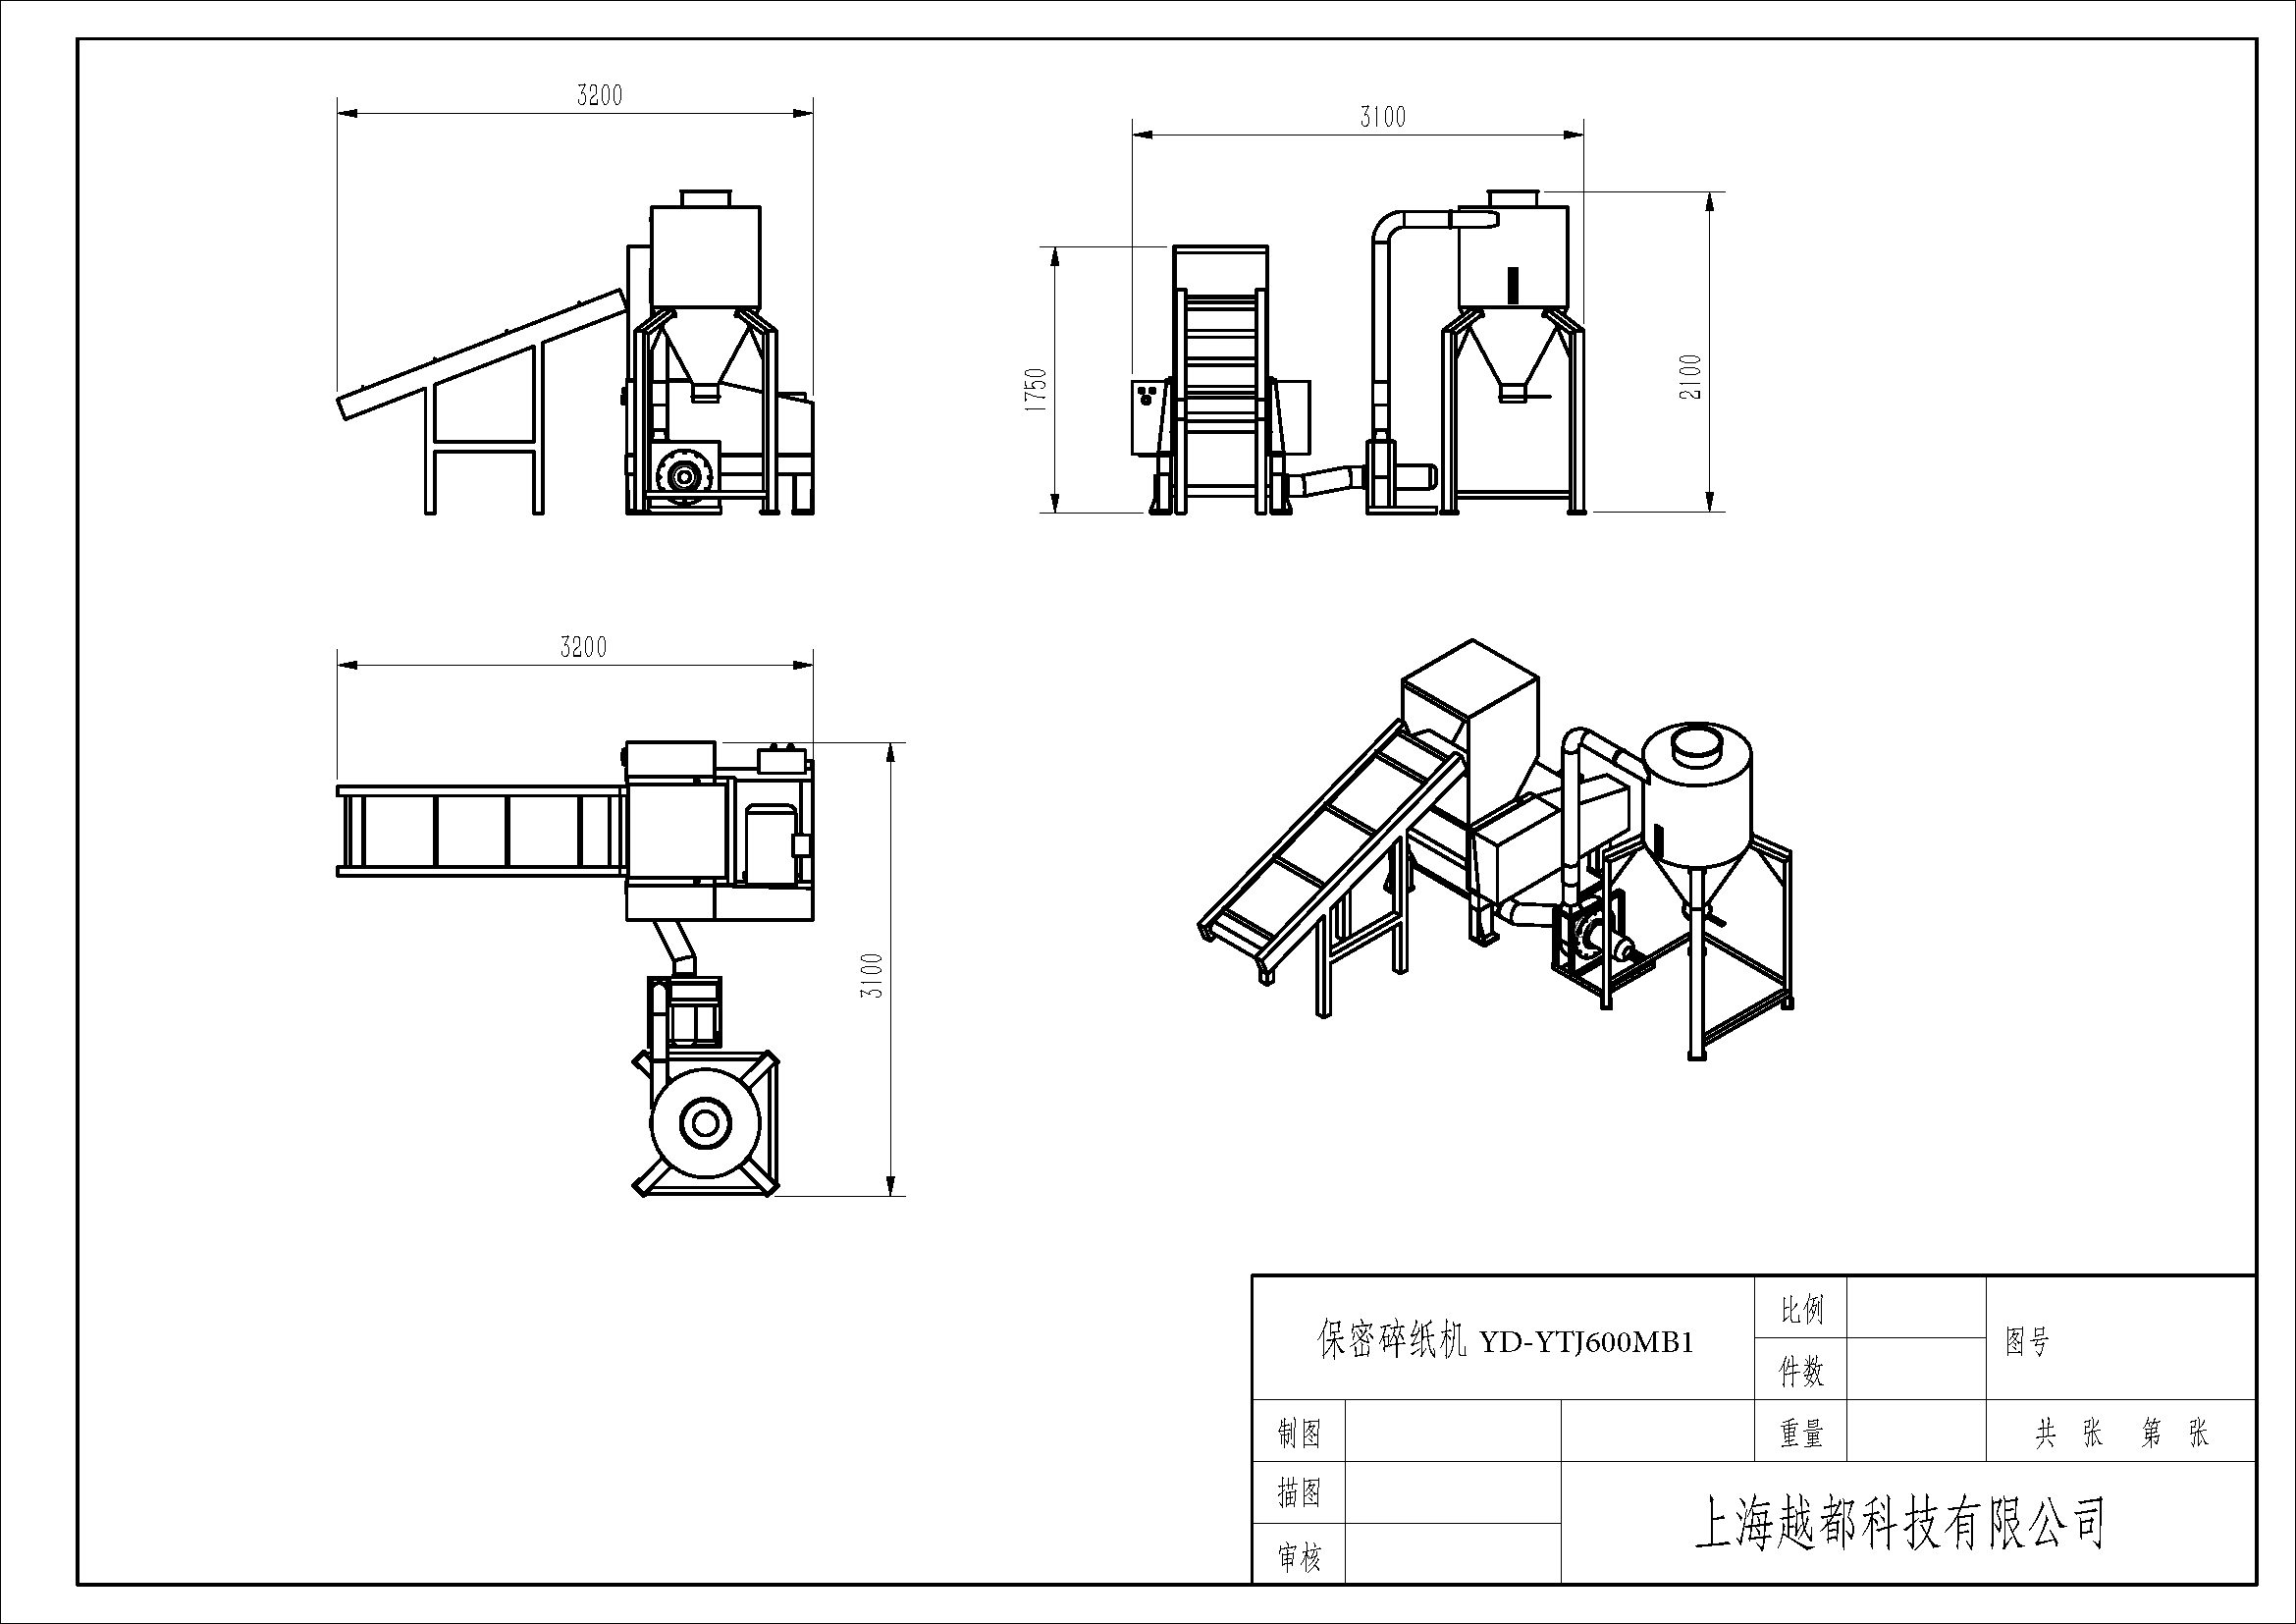 3200
3100
1750
2100
3200
3100
保密碎纸机 YD-YTJ600MB1
比例
件数
图号
制图
重量
共 张 第 张
描图
审核
上海越都科技有限公司